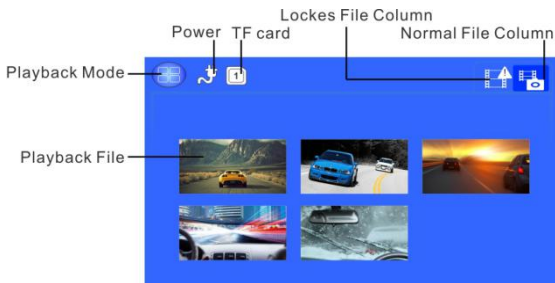 Lockes File Column
Power TF card
Normal File Column
Playback Mode
1
Playback File